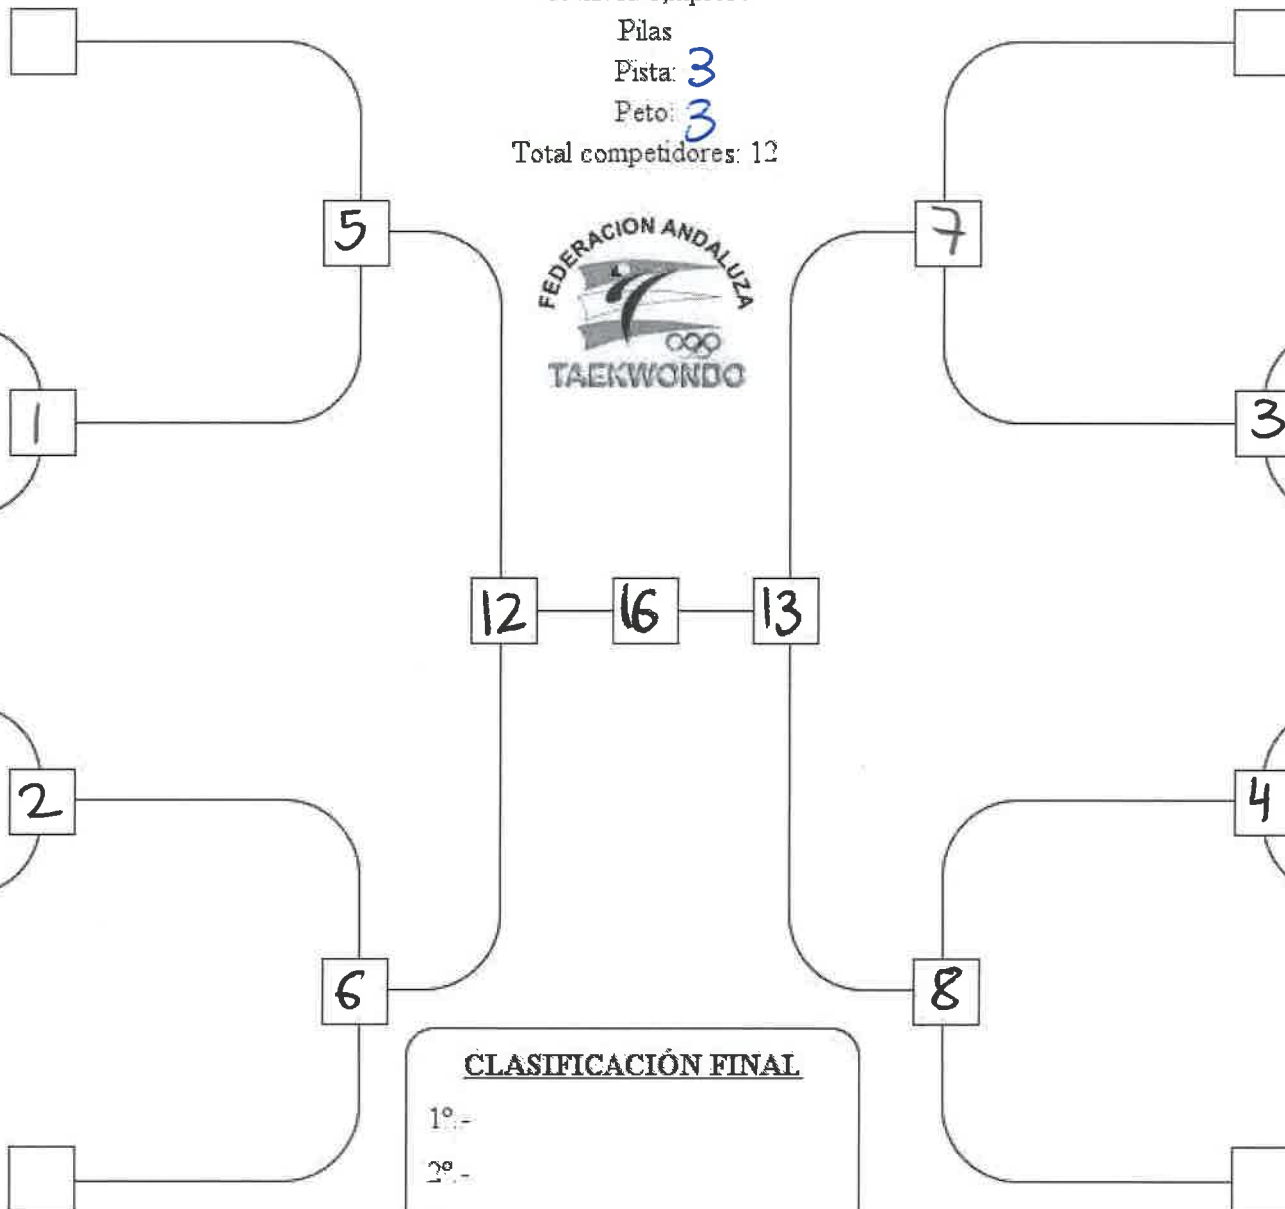 Pilas
Pista: 3
Peto: 3
Total competidores: 12
FEDERACION ANDALUZA
TAEKWONDO
5
7
1
3
12
16
13
2
4
6
8
CLASIFICACIÓN FINAL
1º.-
2º.-